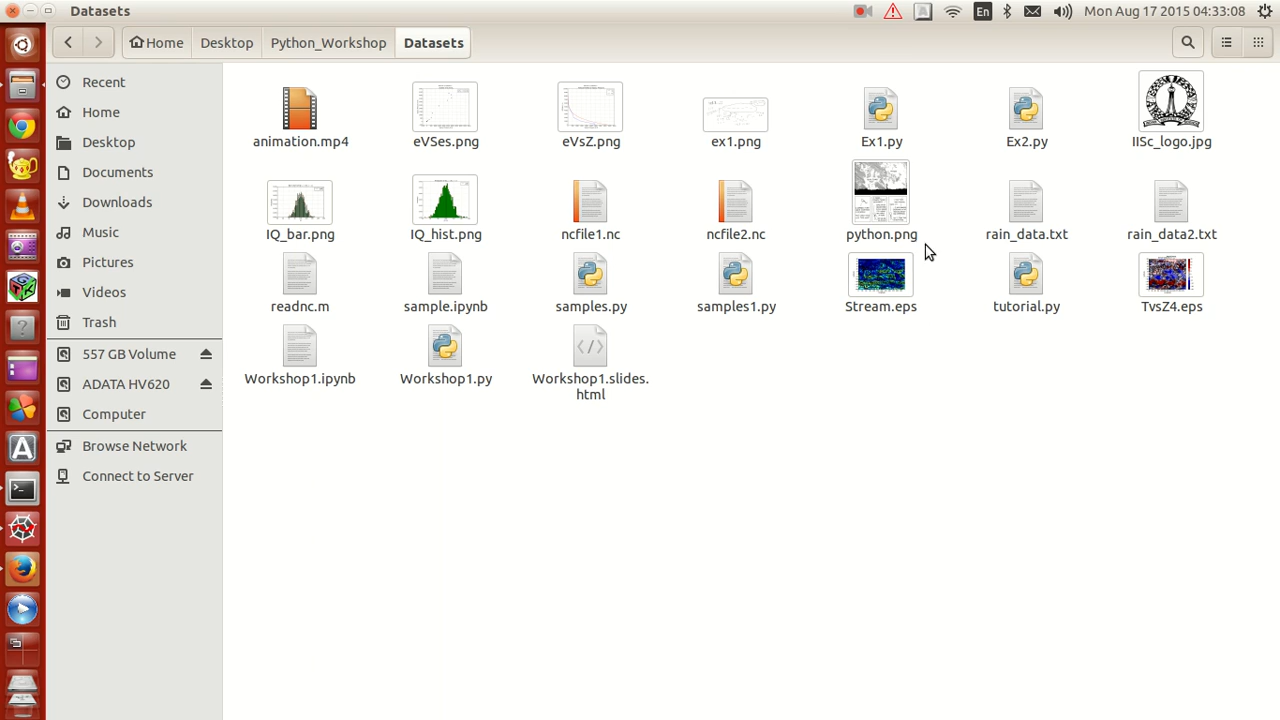 Datasets
En
Mon Aug 17 2015 04:33:08
Home
Desktop
Python_Workshop
Datasets
Recent
Home
Desktop
Documents
Downloads
Music
Pictures
Videos
Trash
557 GB Volume
ADATA HV620
Computer
Browse Network
Connect to Server
animation.mp4
eVSes.png
eVsZ.png
ex1.png
Ex1.py
Ex2.py
IISc_logo.jpg
IQ_bar.png
IQ_hist.png
ncfile1.nc
ncfile2.nc
python.png
rain_data.txt
rain_data2.txt
readnc.m
sample.ipynb
samples.py
samples1.py
Stream.eps
tutorial.py
TvsZ4.eps
Workshop1.ipynb
Workshop1.py
Workshop1.slides.
html